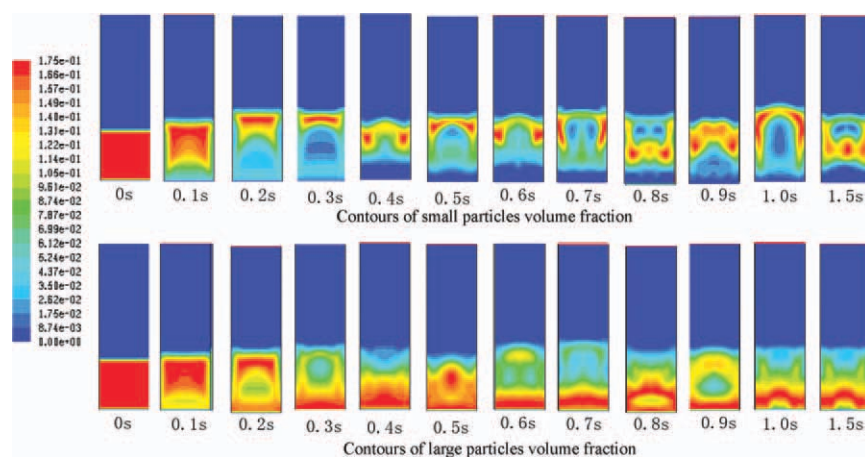 1.75e-01
1.66e-01
1.57e-01
1.49e-01
1.40e-01
1.31e-01
1.22e-01
1.14e-01
1.05e-01
9.61e-02
8.74e-02
7.87e-02
6.99e-02
6.12e-02
5.24e-02
4.37e-02
3.50e-02
2.62e-02
1.75e-02
8.74e-03
0.00e+00
0s 0.1s 0.2s 0.3s 0.4s 0.5s 0.6s 0.7s 0.8s 0.9s 1.0s 1.5s
Contours of small particles volume fraction
0s 0.1s 0.2s 0.3s 0.4s 0.5s 0.6s 0.7s 0.8s 0.9s 1.0s 1.5s
Contours of large particles volume fraction